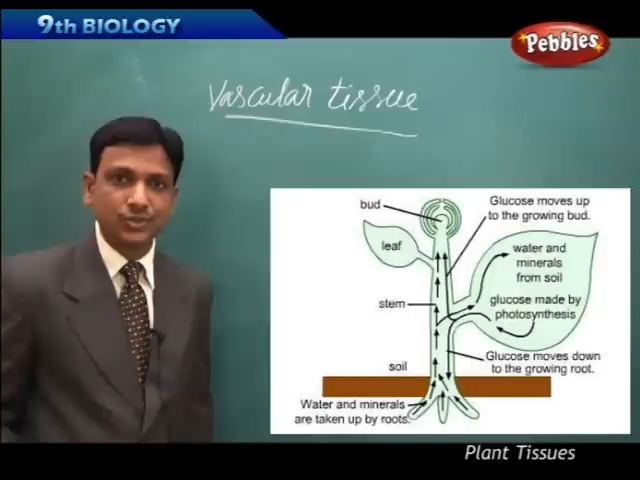 9th BIOLOGY
Pebbles
Vascular tissue
bud
Glucose moves up
to the growing bud.
leaf
water and
minerals
from soil
stem
glucose made by
photosynthesis
soil
Glucose moves down
to the growing root.
Water and minerals
are taken up by roots.
Plant Tissues